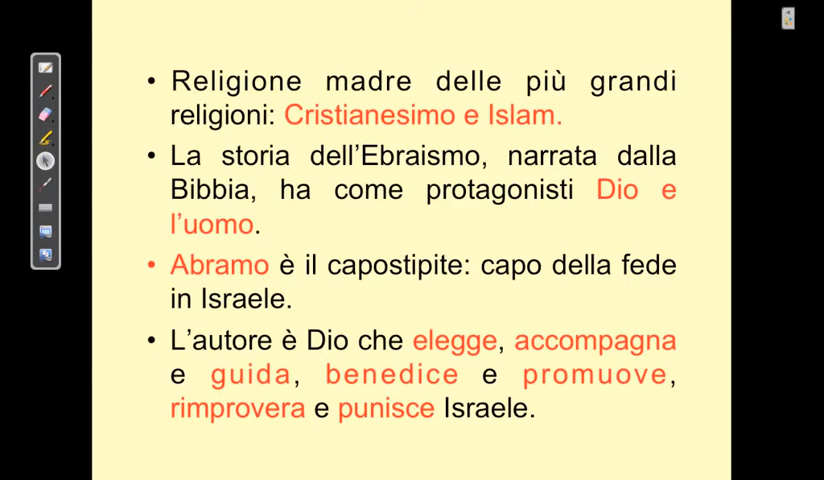 • Religione madre delle più grandi
religioni: Cristianesimo e Islam.
• La storia dell'Ebraismo, narrata dalla
Bibbia, ha come protagonisti Dio e
l'uomo.
• Abramo è il capostipite: capo della fede
in Israele.
• L'autore è Dio che elegge, accompagna
e guida, benedice e promuove,
rimprovera e punisce Israele.